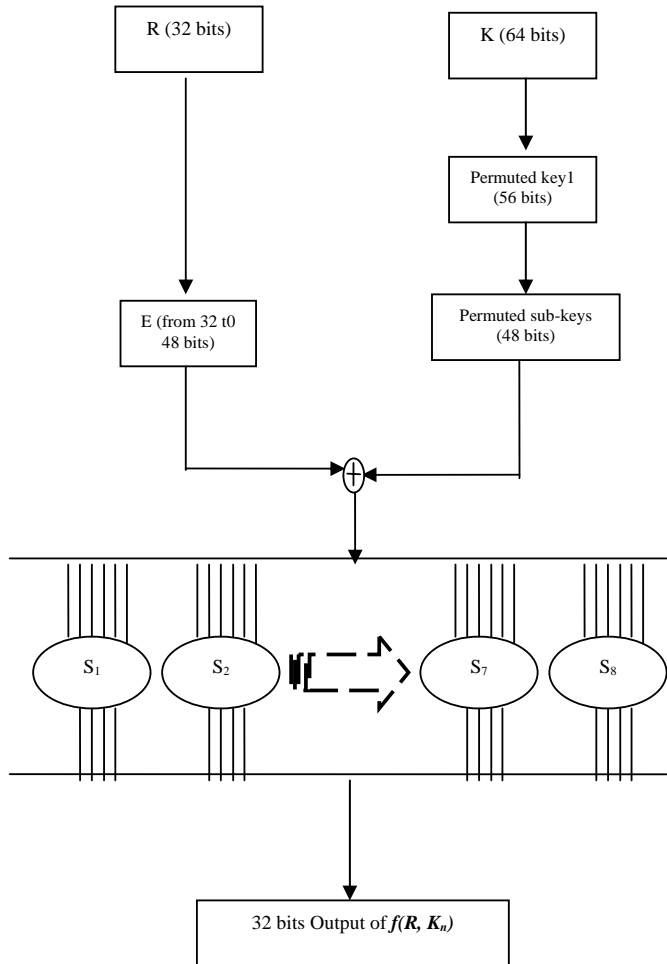 R (32 bits)
K (64 bits)
Permuted key1
(56 bits)
E (from 32 t0
48 bits)
Permuted sub-keys
(48 bits)
+
S₁
S₂
S₇
S₈
32 bits Output of f(R, Kₙ)